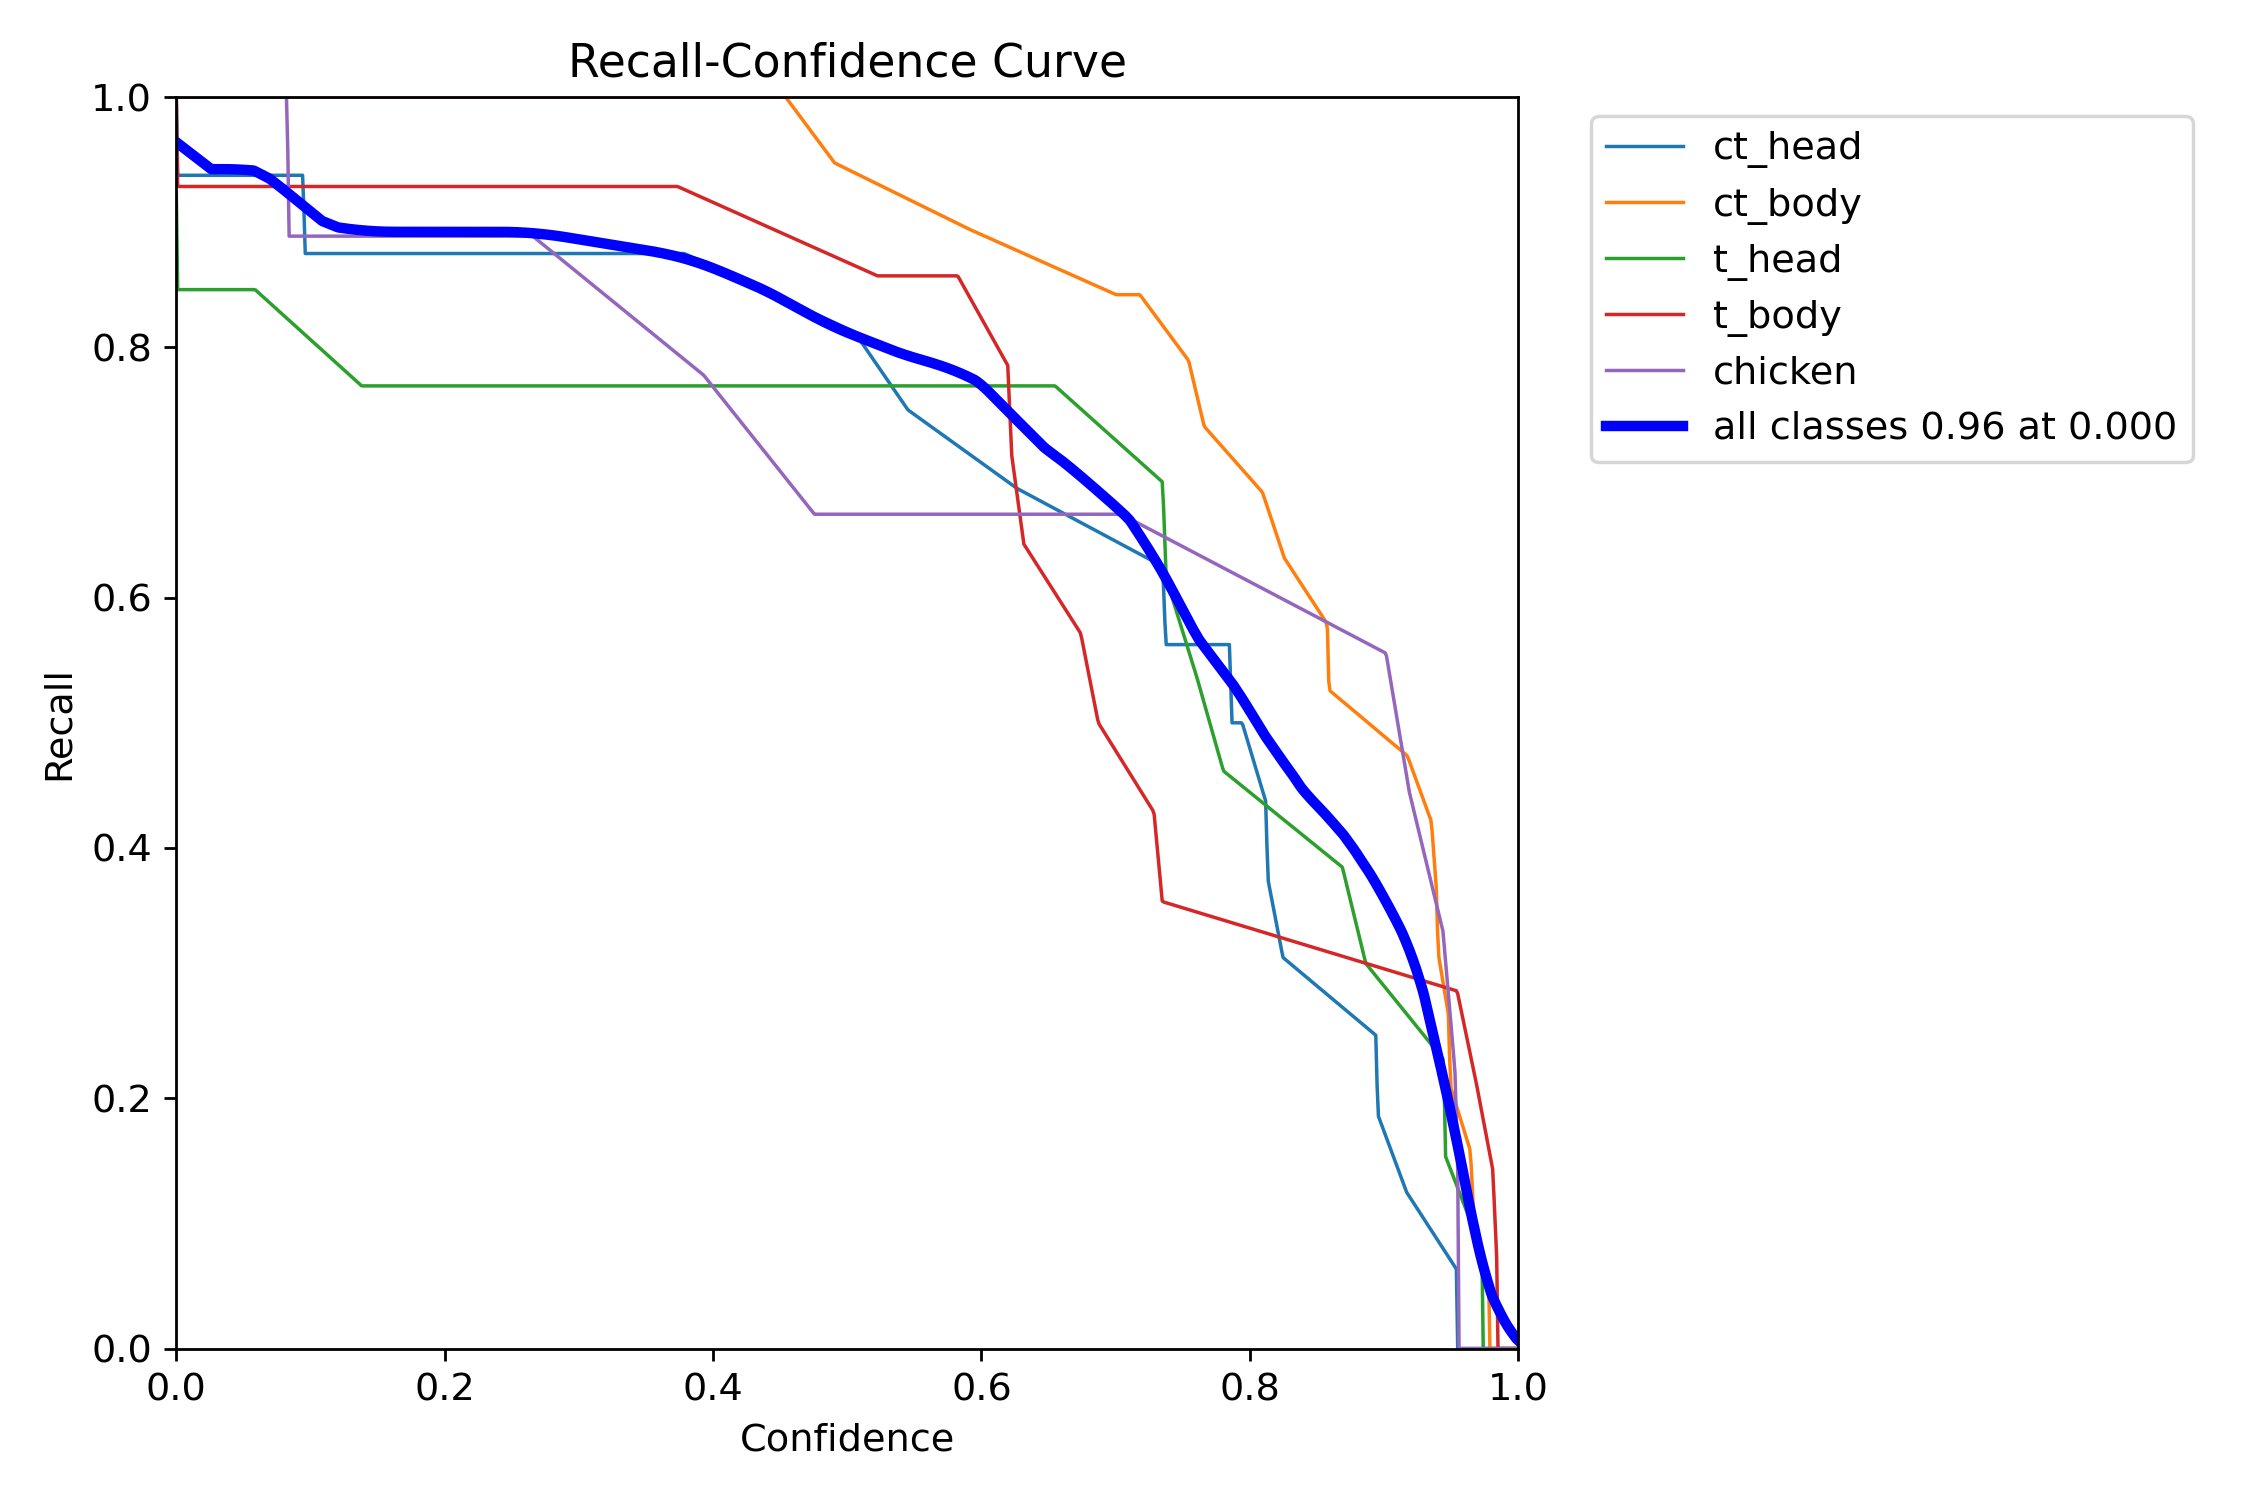 Recall-Confidence Curve
1.0
0.8
0.6
0.4
0.2
0.0
Recall
0.0 0.2 0.4 0.6 0.8 1.0
Confidence
ct_head
ct_body
t_head
t_body
chicken
all classes 0.96 at 0.000